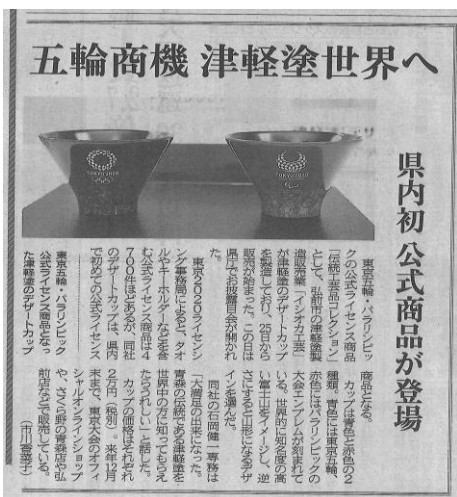 五輪商機 津軽塗世界へ
県内初 公式商品が登場
TOKYO 2020
TOKYO 2020
東京五輪・パラリンピッ
クの公式ライセンス商品
「伝統工芸品コレクション」
として、弘前市の津軽塗製
造販売業「イシオカ工芸」
が津軽塗のデザートカップ
を製造しており、25日から
販売が始まった。この日は
県庁でお披露目会が開かれ
た。
東京2020ライセンシ
ング事務局によると、タオ
ルやキーホルダーなどを含
む公式ライセンス商品は4
700件ほどあるが、同社
のデザートカップは、県内
で初めての公式ライセンス
商品となる。
カップは青色と赤色の2
種類。青色には東京五輪、
赤色にはパラリンピックの
大会エンブレムが刻まれて
いる。世界的に知名度の高
い富士山をイメージし、逆
さにすると山形になるデザ
インを選んだ。
同社の石岡健一専務は
「大満足の出来になった。
青森の伝統である津軽塗を
世界中の方に知ってもらえ
たらうれしい」と話した。
カップの価格はそれぞれ
2万円（税別）。来年12月
末まで、東京大会のオフィ
シャルオンラインショップ
や、さくら野の青森店や弘
前店などで販売している。
（市川香菜子）
東京五輪・パラリンピック
公式ライセンス商品となっ
た津軽塗のデザートカップ